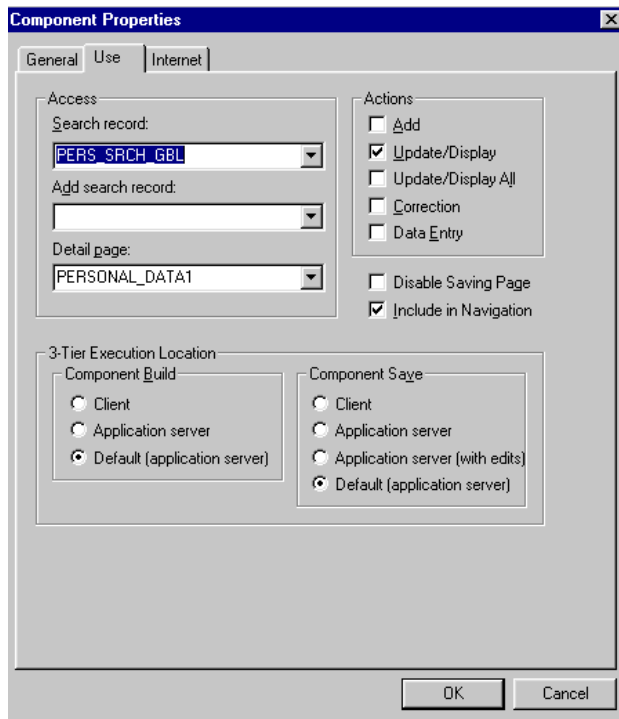 Component Properties
General Use Internet
Access
Search record:
PERS_SRCH_GBL
Add search record:
Detail page:
PERSONAL_DATA1
Actions
Add
Update/Display
Update/Display All
Correction
Data Entry
Disable Saving Page
Include in Navigation
3-Tier Execution Location
Component Build
Client
Application server
Default (application server)
Component Save
Client
Application server
Application server (with edits)
Default (application server)
OK Cancel